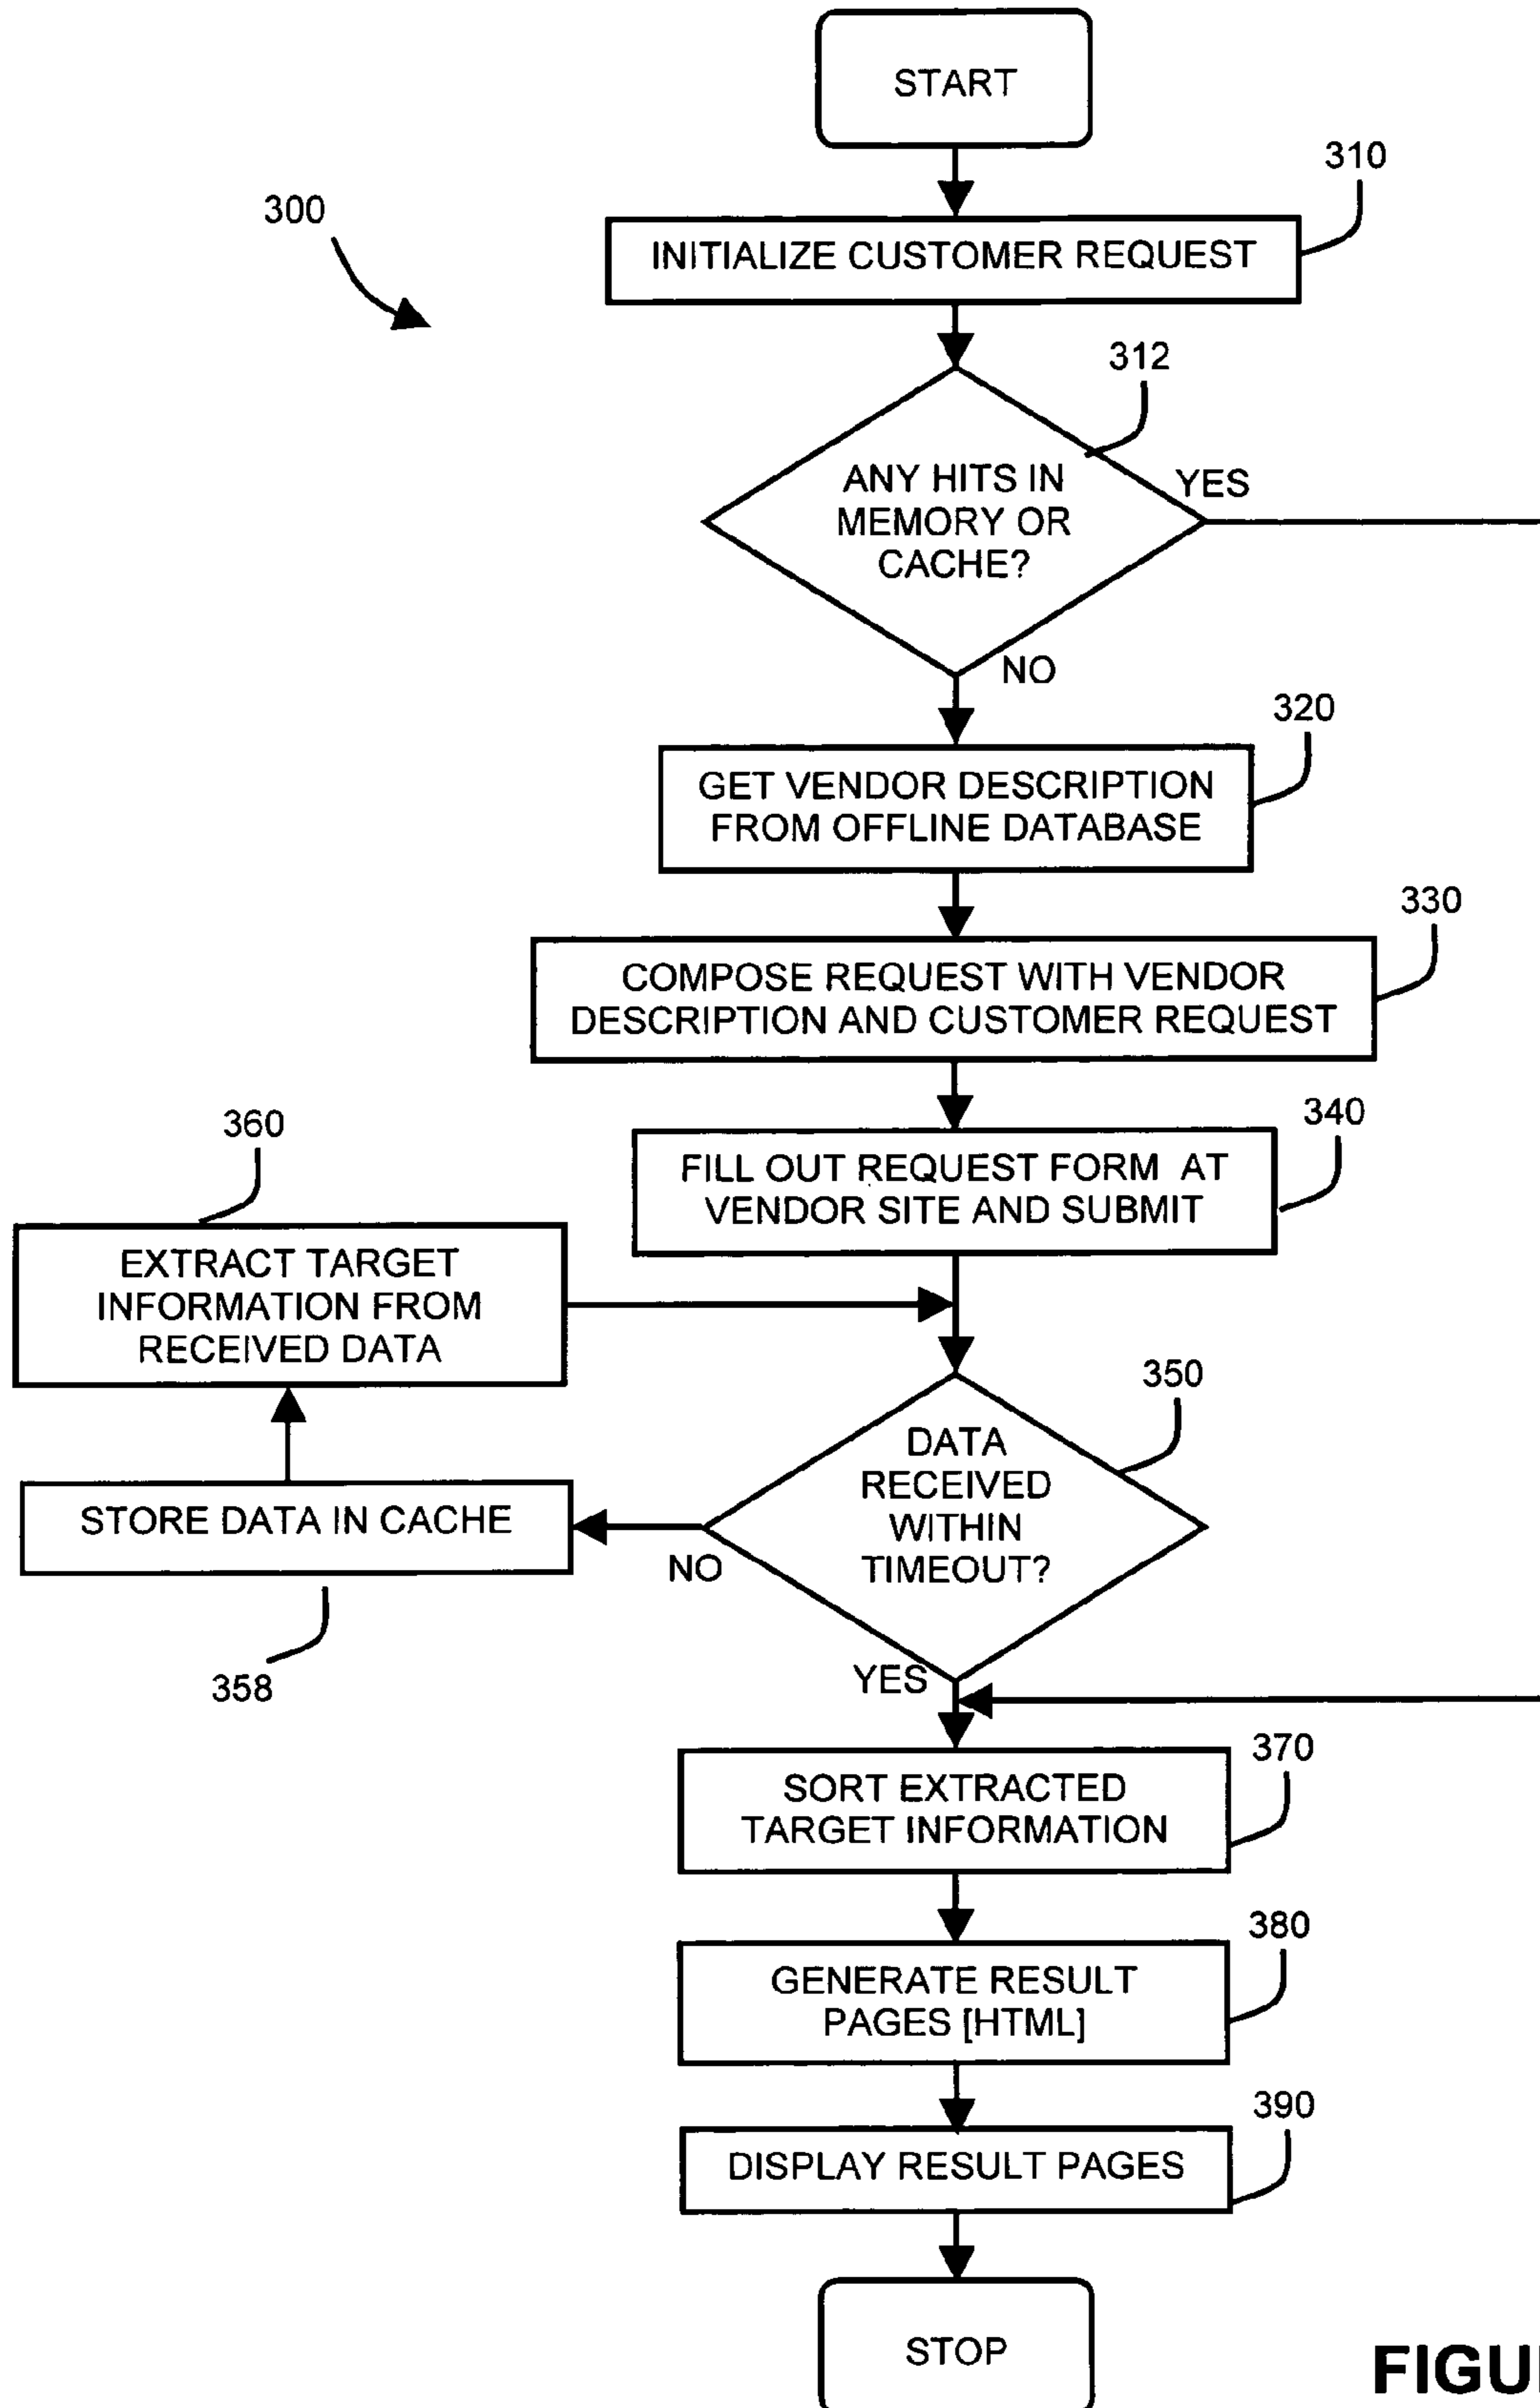 START
310
300
INITIALIZE CUSTOMER REQUEST
312
ANY HITS IN
MEMORY OR
CACHE?
YES
NO
320
GET VENDOR DESCRIPTION
FROM OFFLINE DATABASE
330
COMPOSE REQUEST WITH VENDOR
DESCRIPTION AND CUSTOMER REQUEST
340
360
FILL OUT REQUEST FORM AT
VENDOR SITE AND SUBMIT
EXTRACT TARGET
INFORMATION FROM
RECEIVED DATA
350
DATA
RECEIVED
WITHIN
TIMEOUT?
STORE DATA IN CACHE
NO
358
YES
370
SORT EXTRACTED
TARGET INFORMATION
380
GENERATE RESULT
PAGES [HTML]
390
DISPLAY RESULT PAGES
STOP